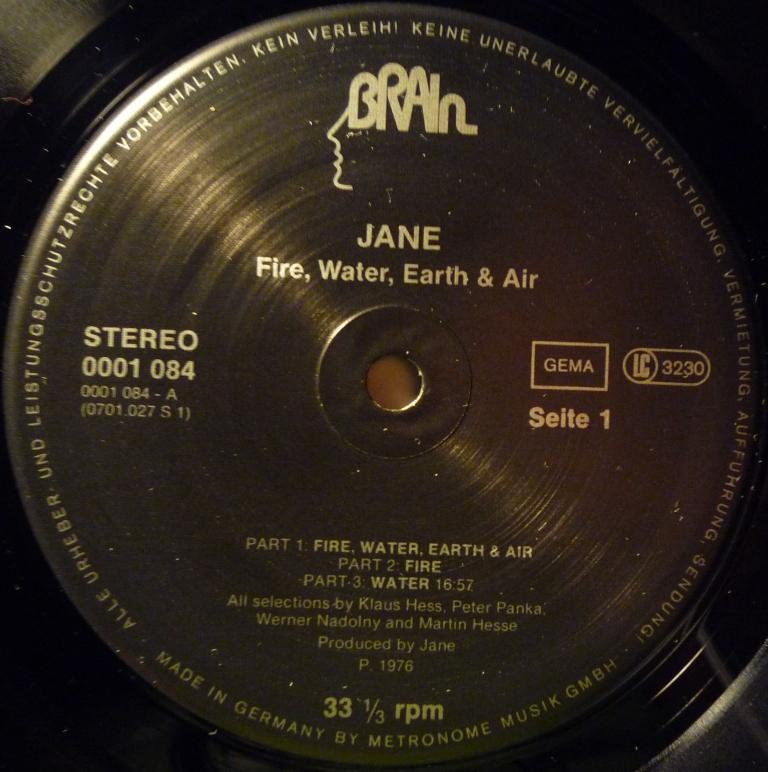 ALLE URHEBER- UND LEISTUNGSSCHUTZRECHTE VORBEHALTEN. KEIN VERLEIH! KEINE UNERLAUBTE VERVIELFÄLTIGUNG, VERMIETUNG, AUFFÜHRUNG, SENDUNG!
BRAIn
JANE
Fire, Water, Earth & Air
STEREO
0001 084
0001 084 - A
(0701.027 S 1)
GEMA
LC 3230
Seite 1
PART 1: FIRE, WATER, EARTH & AIR
PART 2: FIRE
PART 3: WATER 16:57
All selections by Klaus Hess, Peter Panka,
Werner Nadolny and Martin Hesse
Produced by Jane
P. 1976
33 1/3 rpm
MADE IN GERMANY BY METRONOME MUSIK GMBH